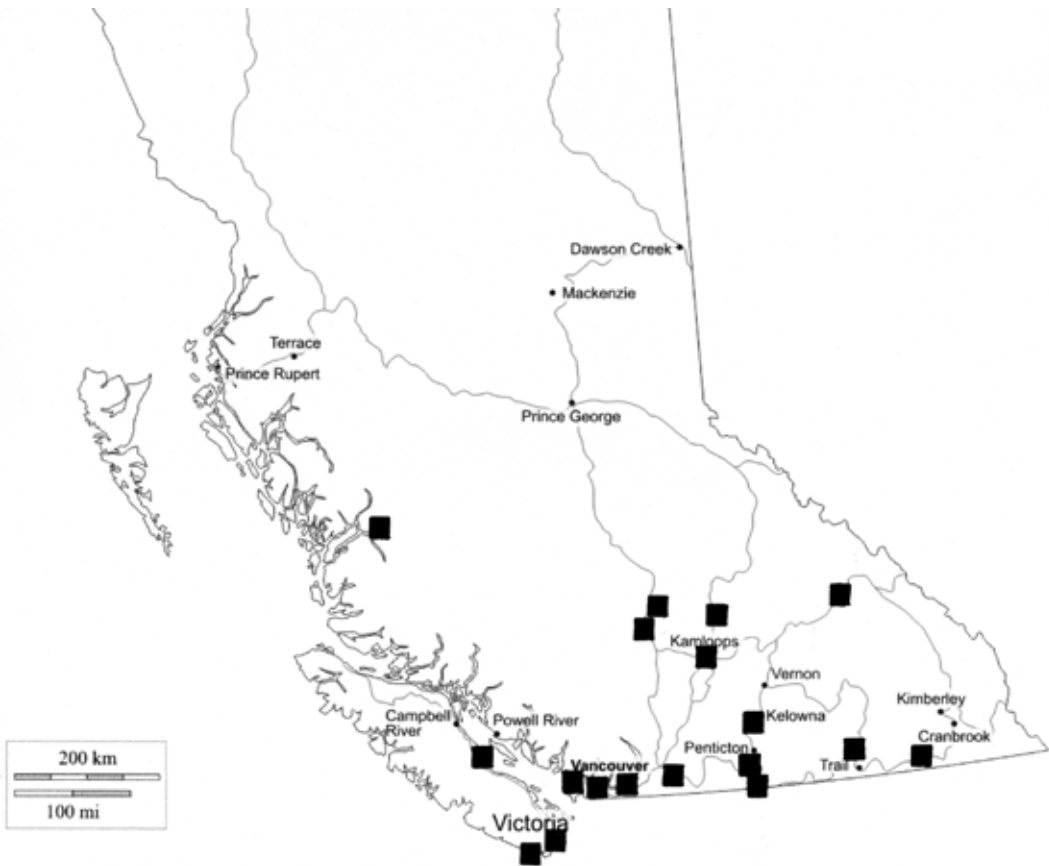 Dawson Creek
Mackenzie
Terrace
Prince Rupert
Prince George
Kamloops
Vernon
Kimberley
Campbell
River
Powell River
Kelowna
Cranbrook
Penticton
Vancouver
Trail
200 km
100 mi
Victoria